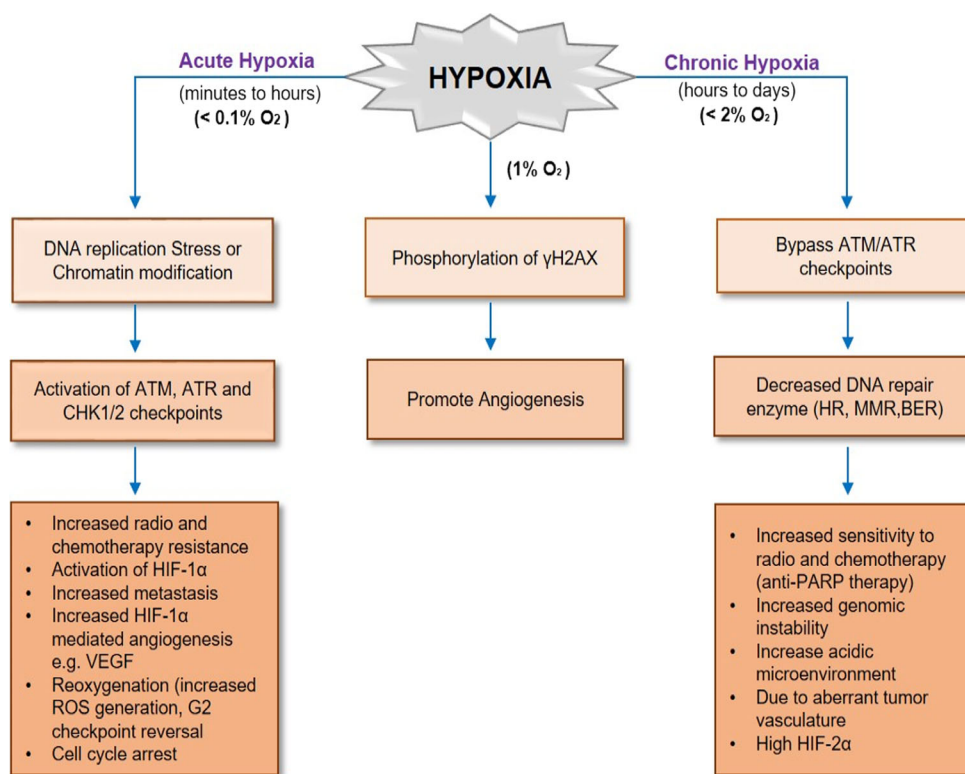 HYPOXIA
Acute Hypoxia
(minutes to hours)
(< 0.1% O₂ )
(1% O₂ )
Chronic Hypoxia
(hours to days)
(< 2% O₂ )
DNA replication Stress or
Chromatin modification
Activation of ATM, ATR and
CHK1/2 checkpoints
• Increased radio and
chemotherapy resistance
• Activation of HIF-1α
• Increased metastasis
• Increased HIF-1α
mediated angiogenesis
e.g. VEGF
• Reoxygenation (increased
ROS generation, G2
checkpoint reversal
• Cell cycle arrest
Phosphorylation of γH2AX
Promote Angiogenesis
Bypass ATM/ATR
checkpoints
Decreased DNA repair
enzyme (HR, MMR,BER)
• Increased sensitivity to
radio and chemotherapy
(anti-PARP therapy)
• Increased genomic
instability
• Increase acidic
microenvironment
• Due to aberrant tumor
vasculature
• High HIF-2α